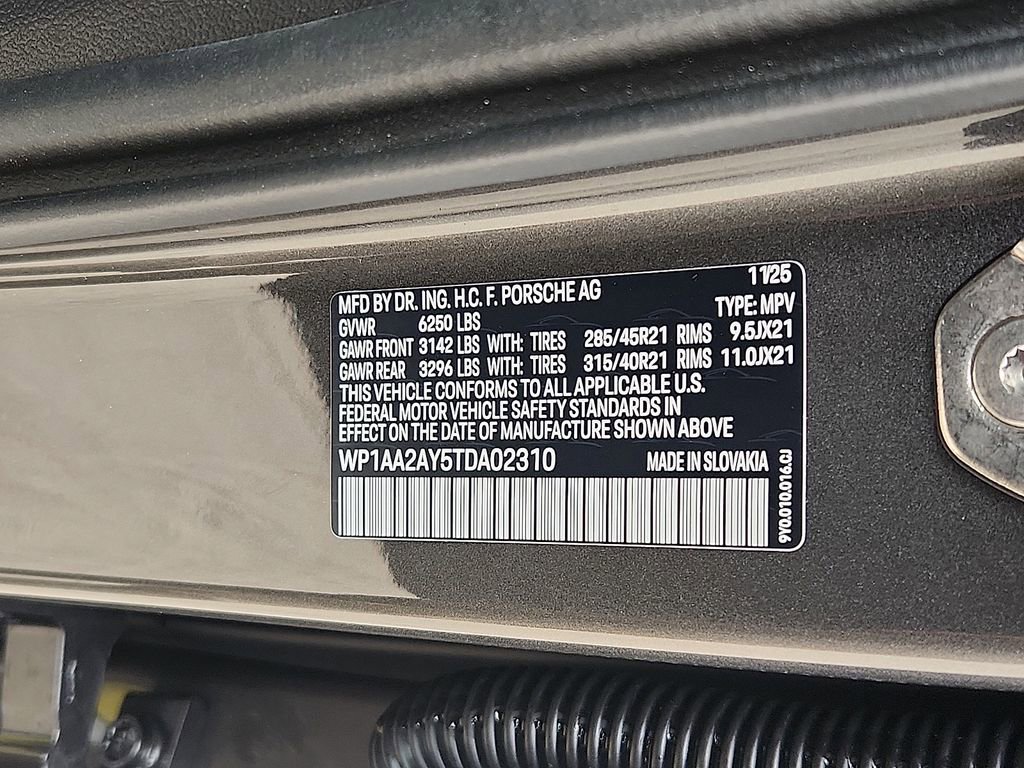 11/25
MFD BY DR. ING. H.C. F. PORSCHE AG TYPE: MPV
GVWR 6250 LBS
GAWR FRONT 3142 LBS WITH: TIRES 285/45R21 RIMS 9.5JX21
GAWR REAR 3296 LBS WITH: TIRES 315/40R21 RIMS 11.0JX21
THIS VEHICLE CONFORMS TO ALL APPLICABLE U.S.
FEDERAL MOTOR VEHICLE SAFETY STANDARDS IN
EFFECT ON THE DATE OF MANUFACTURE SHOWN ABOVE
WP1AA2AY5TDA02310 MADE IN SLOVAKIA
9Y0.010.016.CJ